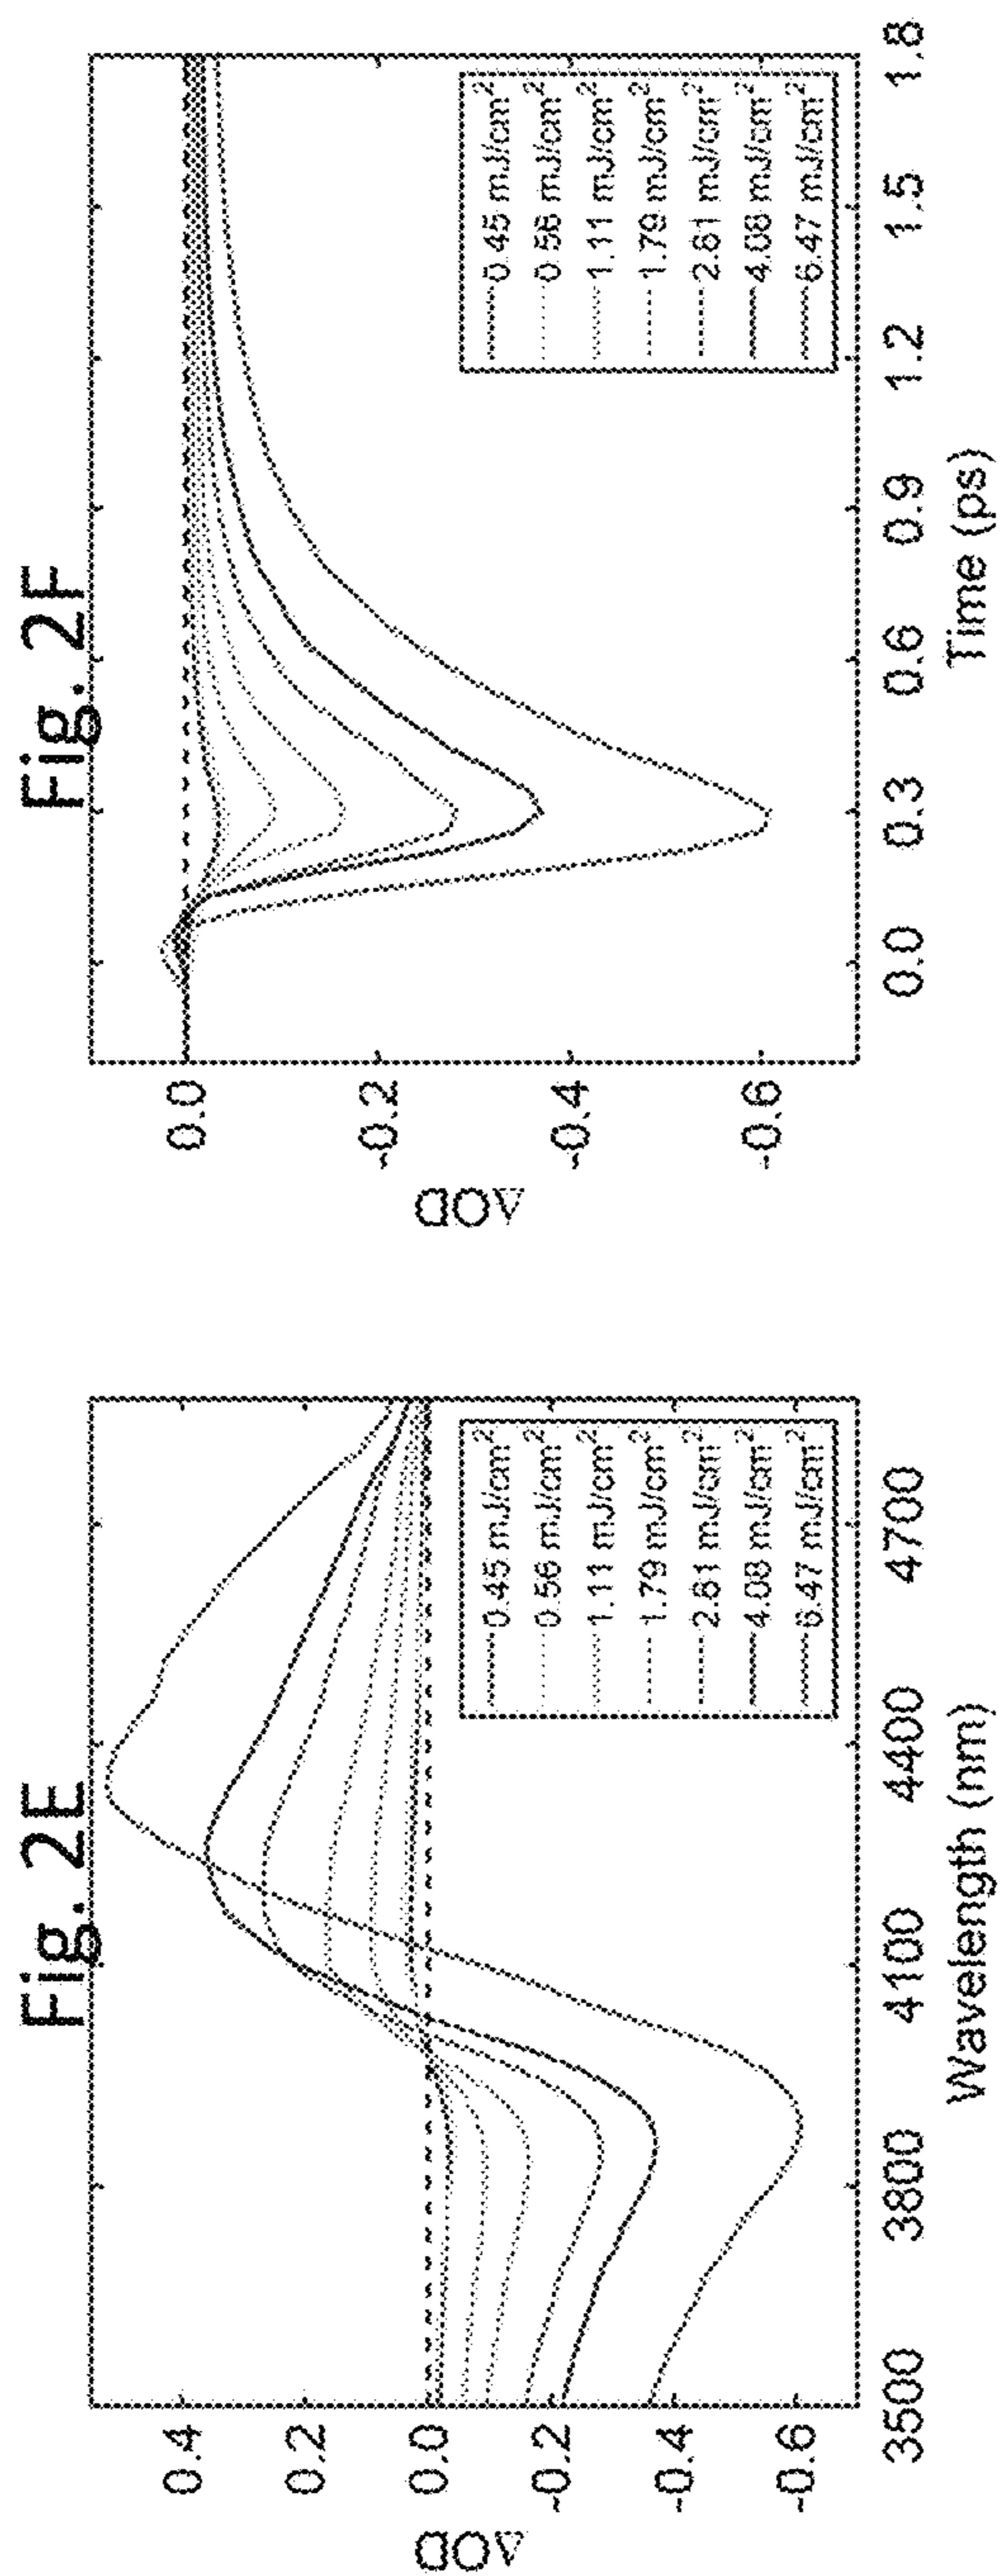 Fig. 2E
ΔOD
0.4
0.2
0.0
-0.2
-0.4
-0.6
3500
3800
4100
4400
4700
Wavelength (nm)
0.45 mJ/cm²
0.56 mJ/cm²
1.11 mJ/cm²
1.79 mJ/cm²
2.81 mJ/cm²
4.08 mJ/cm²
6.47 mJ/cm²
Fig. 2F
ΔOD
0.0
-0.2
-0.4
-0.6
0.0
0.3
0.6
0.9
1.2
1.5
1.8
Time (ps)
0.45 mJ/cm²
0.56 mJ/cm²
1.11 mJ/cm²
1.79 mJ/cm²
2.81 mJ/cm²
4.08 mJ/cm²
6.47 mJ/cm²